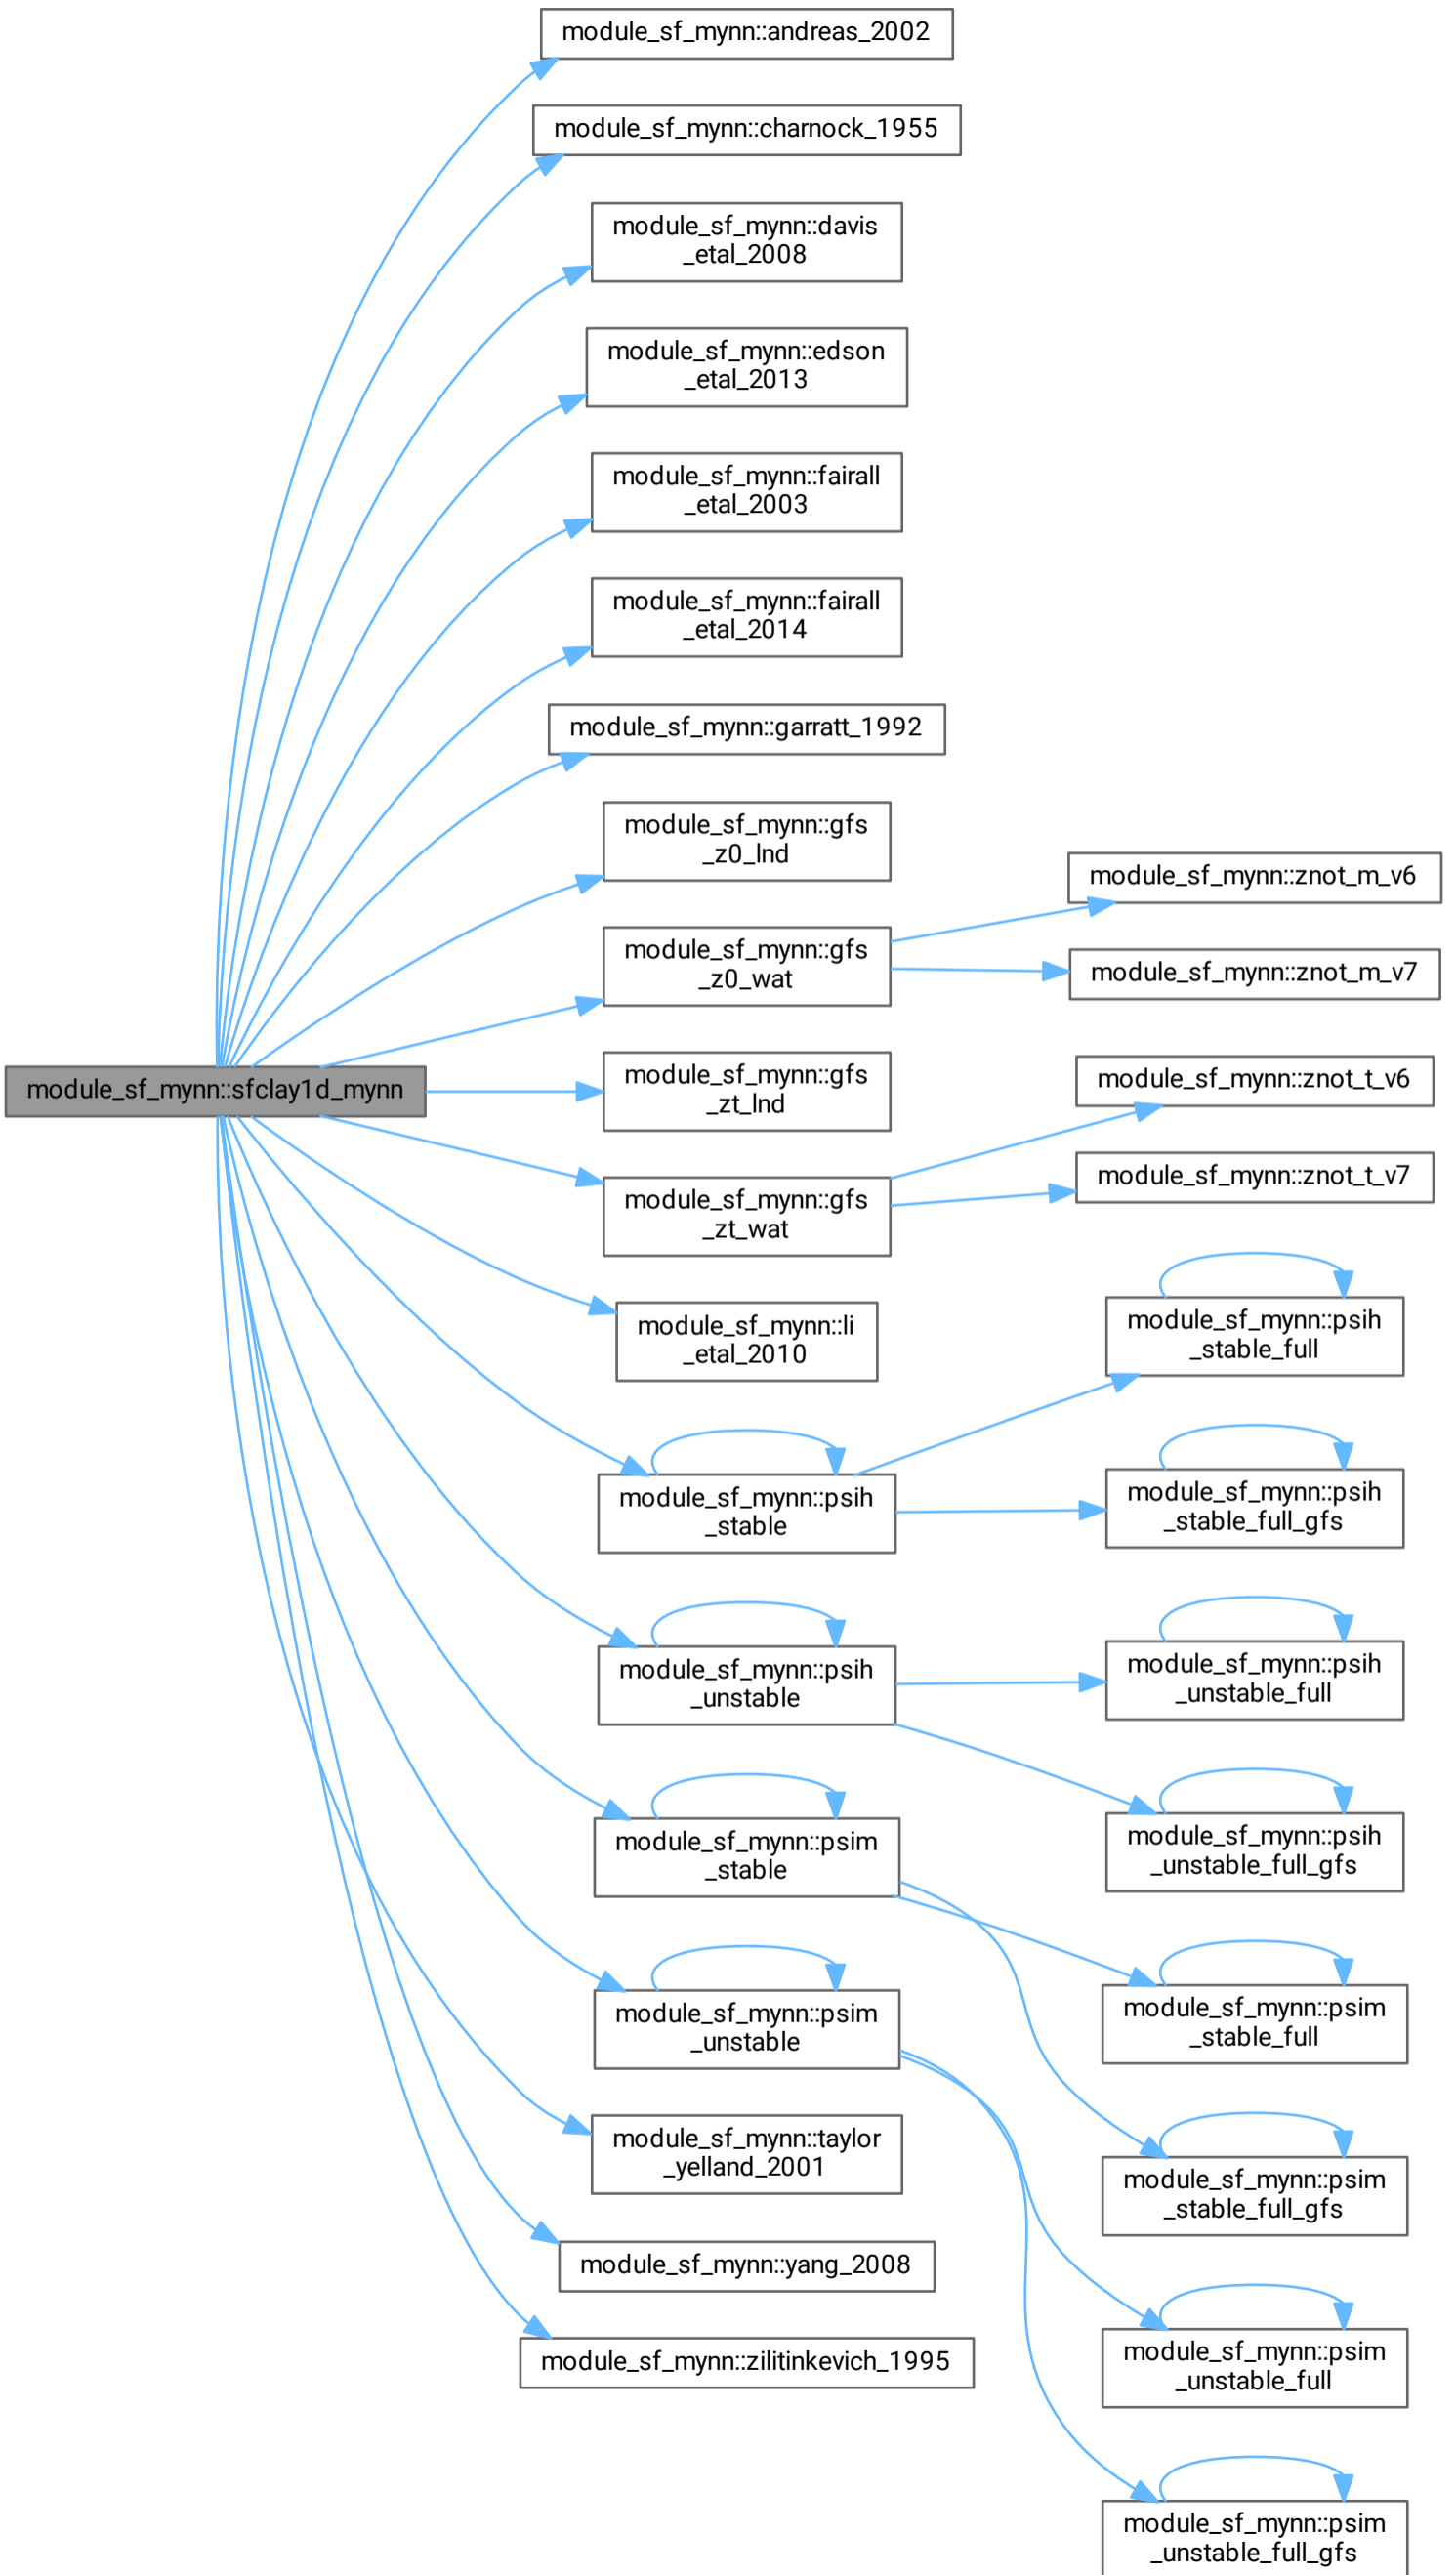 module_sf_mynn::sfclay1d_mynn
module_sf_mynn::andreas_2002
module_sf_mynn::charnock_1955
module_sf_mynn::davis
_etal_2008
module_sf_mynn::edson
_etal_2013
module_sf_mynn::fairall
_etal_2003
module_sf_mynn::fairall
_etal_2014
module_sf_mynn::garratt_1992
module_sf_mynn::gfs
_z0_lnd
module_sf_mynn::gfs
_z0_wat
module_sf_mynn::gfs
_zt_lnd
module_sf_mynn::gfs
_zt_wat
module_sf_mynn::li
_etal_2010
module_sf_mynn::psih
_stable
module_sf_mynn::psih
_unstable
module_sf_mynn::psim
_stable
module_sf_mynn::psim
_unstable
module_sf_mynn::taylor
_yelland_2001
module_sf_mynn::yang_2008
module_sf_mynn::zilitinkevich_1995
module_sf_mynn::znot_m_v6
module_sf_mynn::znot_m_v7
module_sf_mynn::znot_t_v6
module_sf_mynn::znot_t_v7
module_sf_mynn::psih
_stable_full
module_sf_mynn::psih
_stable_full_gfs
module_sf_mynn::psih
_unstable_full
module_sf_mynn::psih
_unstable_full_gfs
module_sf_mynn::psim
_stable_full
module_sf_mynn::psim
_stable_full_gfs
module_sf_mynn::psim
_unstable_full
module_sf_mynn::psim
_unstable_full_gfs